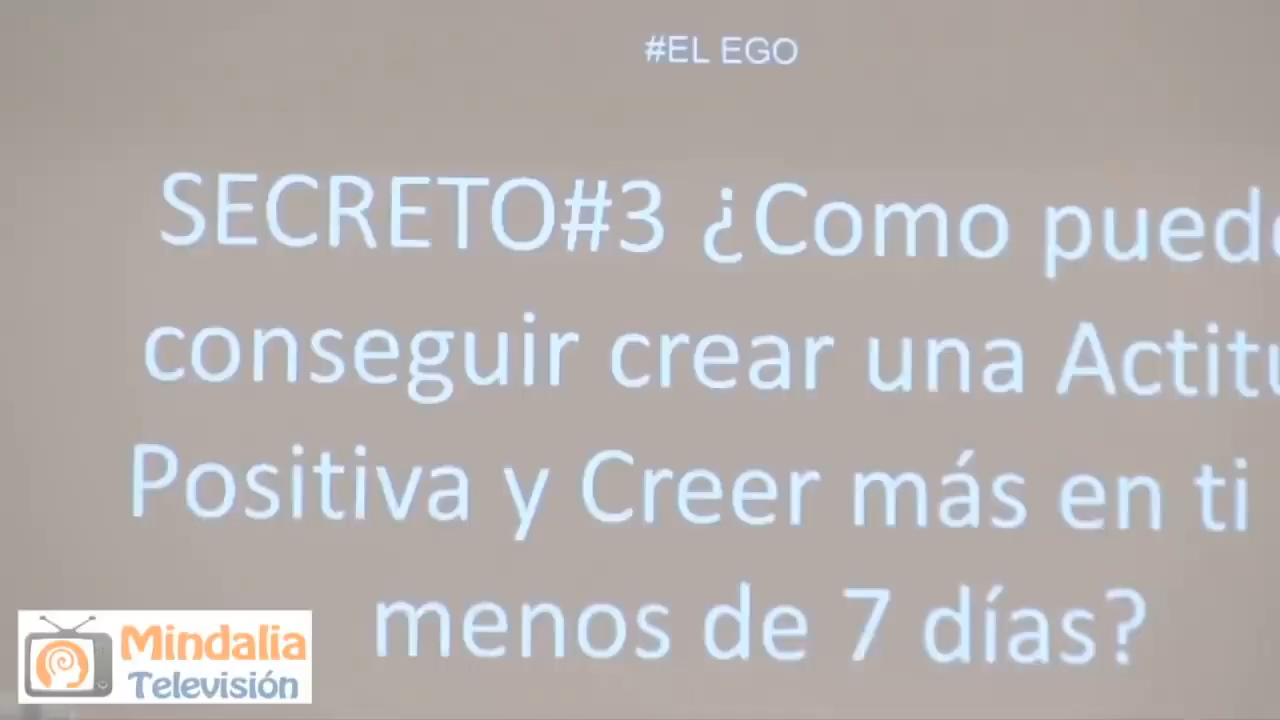 #EL EGO
SECRETO#3 ¿Como puede
conseguir crear una Actitu
Positiva y Creer más en ti
menos de 7 días?
Mindalia
Televisión